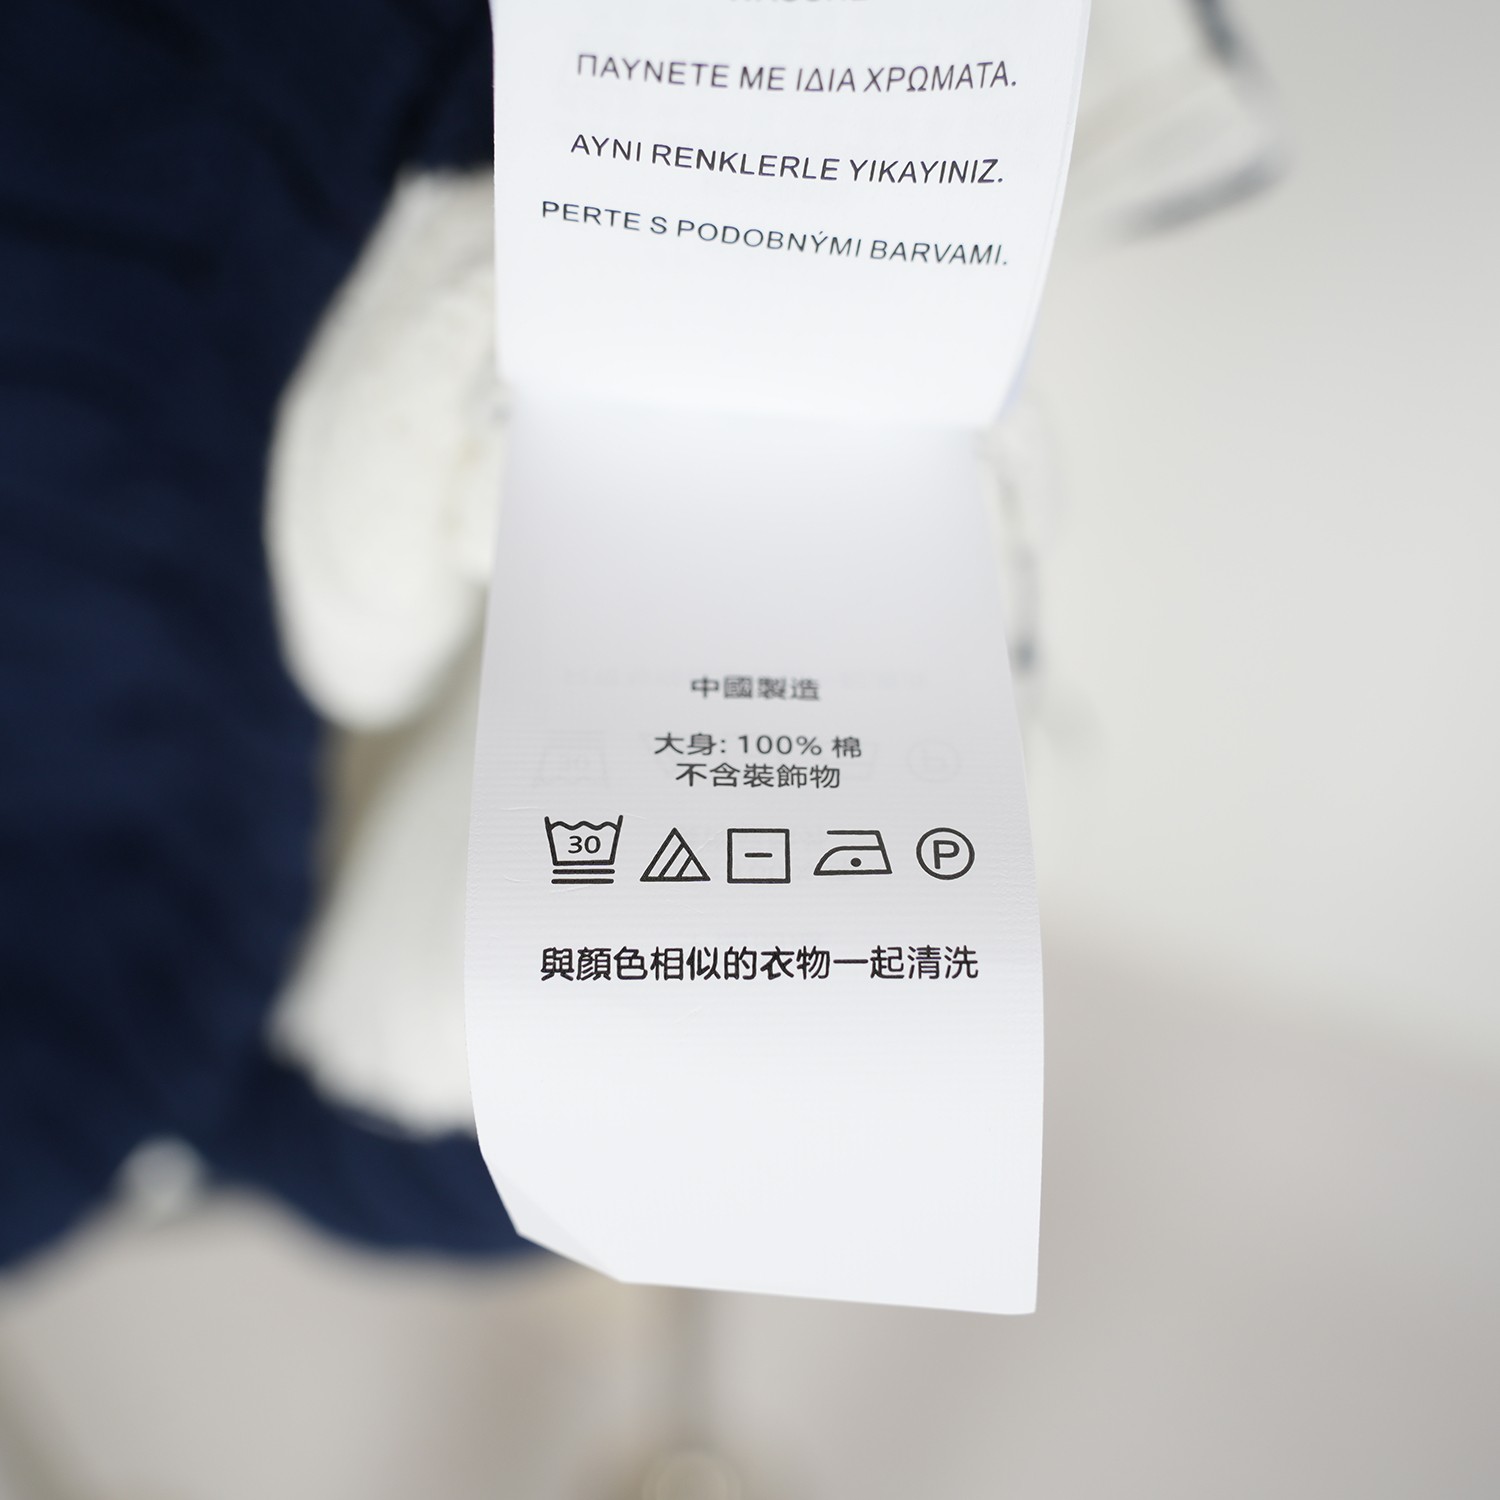 ΠΑΥΝΕΤΕ ΜΕ ΙΔΙΑ ΧΡΩΜΑΤΑ.
AYNI RENKLERLE YIKAYINIZ.
PERTE S PODOBNÝMI BARVAMI.
中國製造
大身: 100% 棉
不含裝飾物
30
P
與顏色相似的衣物一起清洗